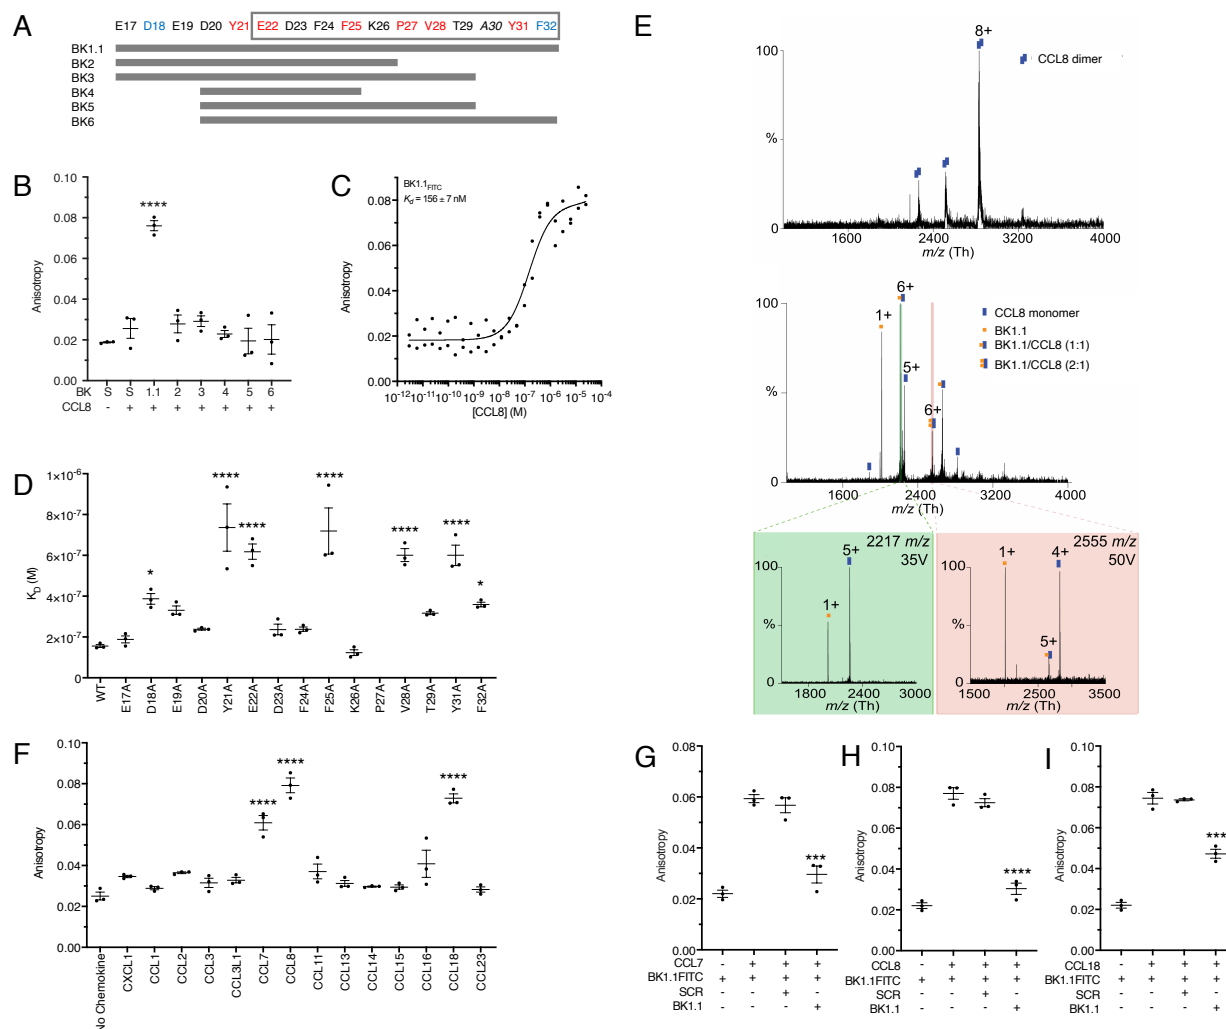 A
E17 D18 E19 D20 Y21 E22 D23 F24 F25 K26 P27 V28 T29 A30 Y31 F32
BK1.1
BK2
BK3
BK4
BK5
BK6
B
0.10
0.08
0.06
0.04
0.02
0.00
Anisotropy
****
BK S S 1.1 2 3 4 5 6
CCL8 - + + + + + + +
C
BK1.1FITC
Kd = 156 ± 7 nM
0.08
0.06
0.04
0.02
0.00
Anisotropy
10-12 10-11 10-10 10-9 10-8 10-7 10-6 10-5 10-4
[CCL8] (M)
D
1×10-6
8×10-7
6×10-7
4×10-7
2×10-7
0
KD (M)
* **** **** **** **** **** *
WT E17A D18A E19A D20A Y21A E22A D23A F24A F25A K26A P27A V28A T29A Y31A F32A
E
100
%
0
8+
CCL8 dimer
1600 2400 3200 4000
m/z (Th)
100
%
0
1+
6+
5+
6+
CCL8 monomer
BK1.1
BK1.1/CCL8 (1:1)
BK1.1/CCL8 (2:1)
1600 2400 3200 4000
m/z (Th)
2217 m/z
35V
100
%
0
1+
5+
1800 2400 3000
m/z (Th)
2555 m/z
50V
100
%
0
1+
4+
5+
1500 2500 3500
m/z (Th)
F
0.10
0.08
0.06
0.04
0.02
0.00
Anisotropy
**** **** ****
No Chemokine CXCL1 CCL1 CCL2 CCL3 CCL3L1 CCL7 CCL8 CCL11 CCL13 CCL14 CCL15 CCL16 CCL18 CCL23
G
0.08
0.06
0.04
0.02
0.00
Anisotropy
***
CCL7 - + + +
BK1.1FITC + + + +
SCR - - + -
BK1.1 - - - +
H
0.10
0.08
0.06
0.04
0.02
0.00
Anisotropy
****
CCL8 - + + +
BK1.1FITC + + + +
SCR - - + -
BK1.1 - - - +
I
0.10
0.08
0.06
0.04
0.02
0.00
Anisotropy
***
CCL18 - + + +
BK1.1FITC + + + +
SCR - - + -
BK1.1 - - - +